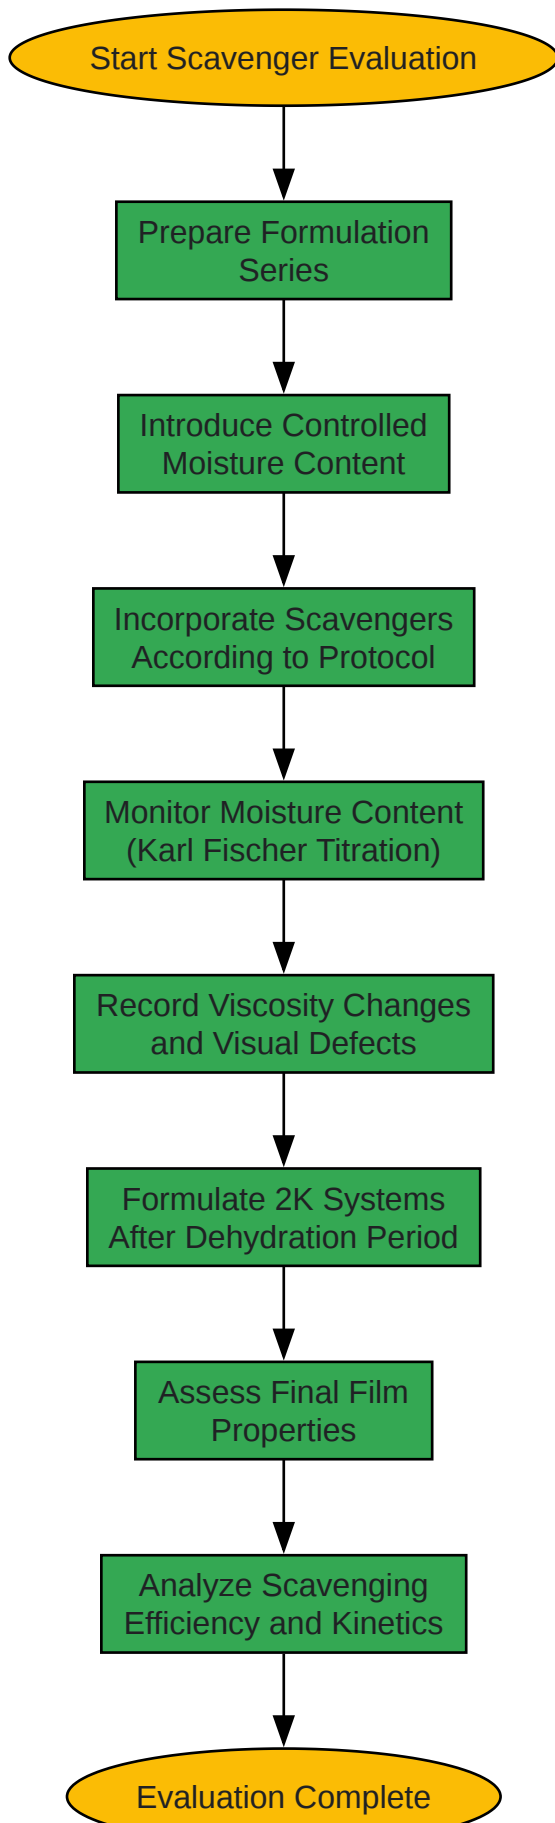 Start Scavenger Evaluation
Prepare Formulation
Series
Introduce Controlled
Moisture Content
Incorporate Scavengers
According to Protocol
Monitor Moisture Content
(Karl Fischer Titration)
Record Viscosity Changes
and Visual Defects
Formulate 2K Systems
After Dehydration Period
Assess Final Film
Properties
Analyze Scavenging
Efficiency and Kinetics
Evaluation Complete